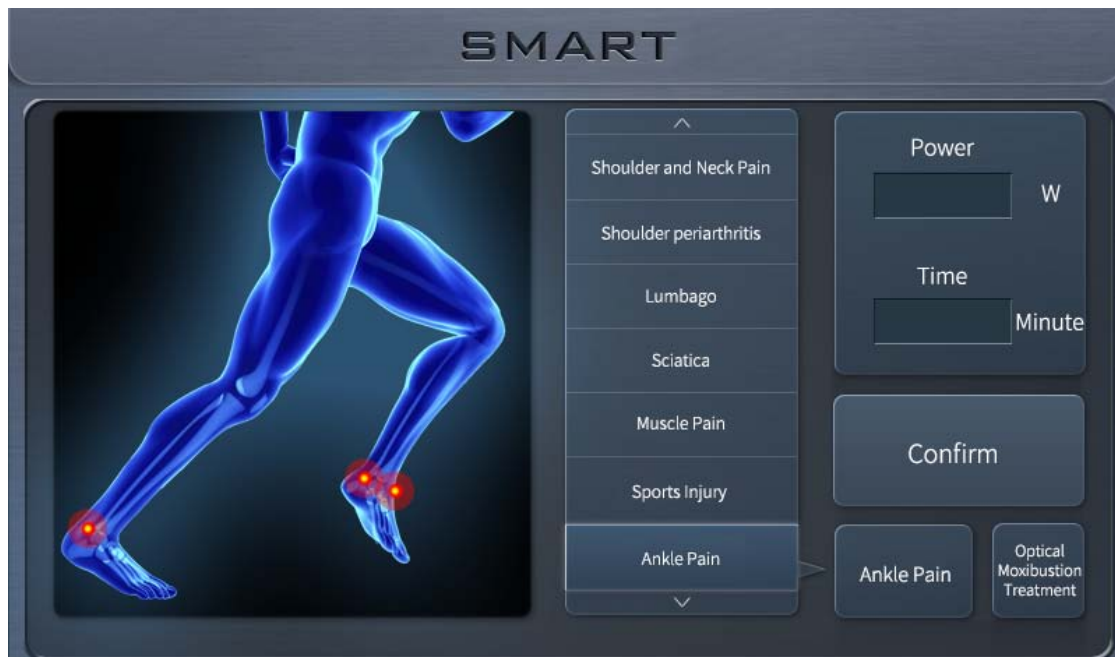 SMART
Shoulder and Neck Pain
Shoulder periarthritis
Lumbago
Sciatica
Muscle Pain
Sports Injury
Ankle Pain
Power
W
Time
Minute
Confirm
Ankle Pain
Optical
Moxibustion
Treatment